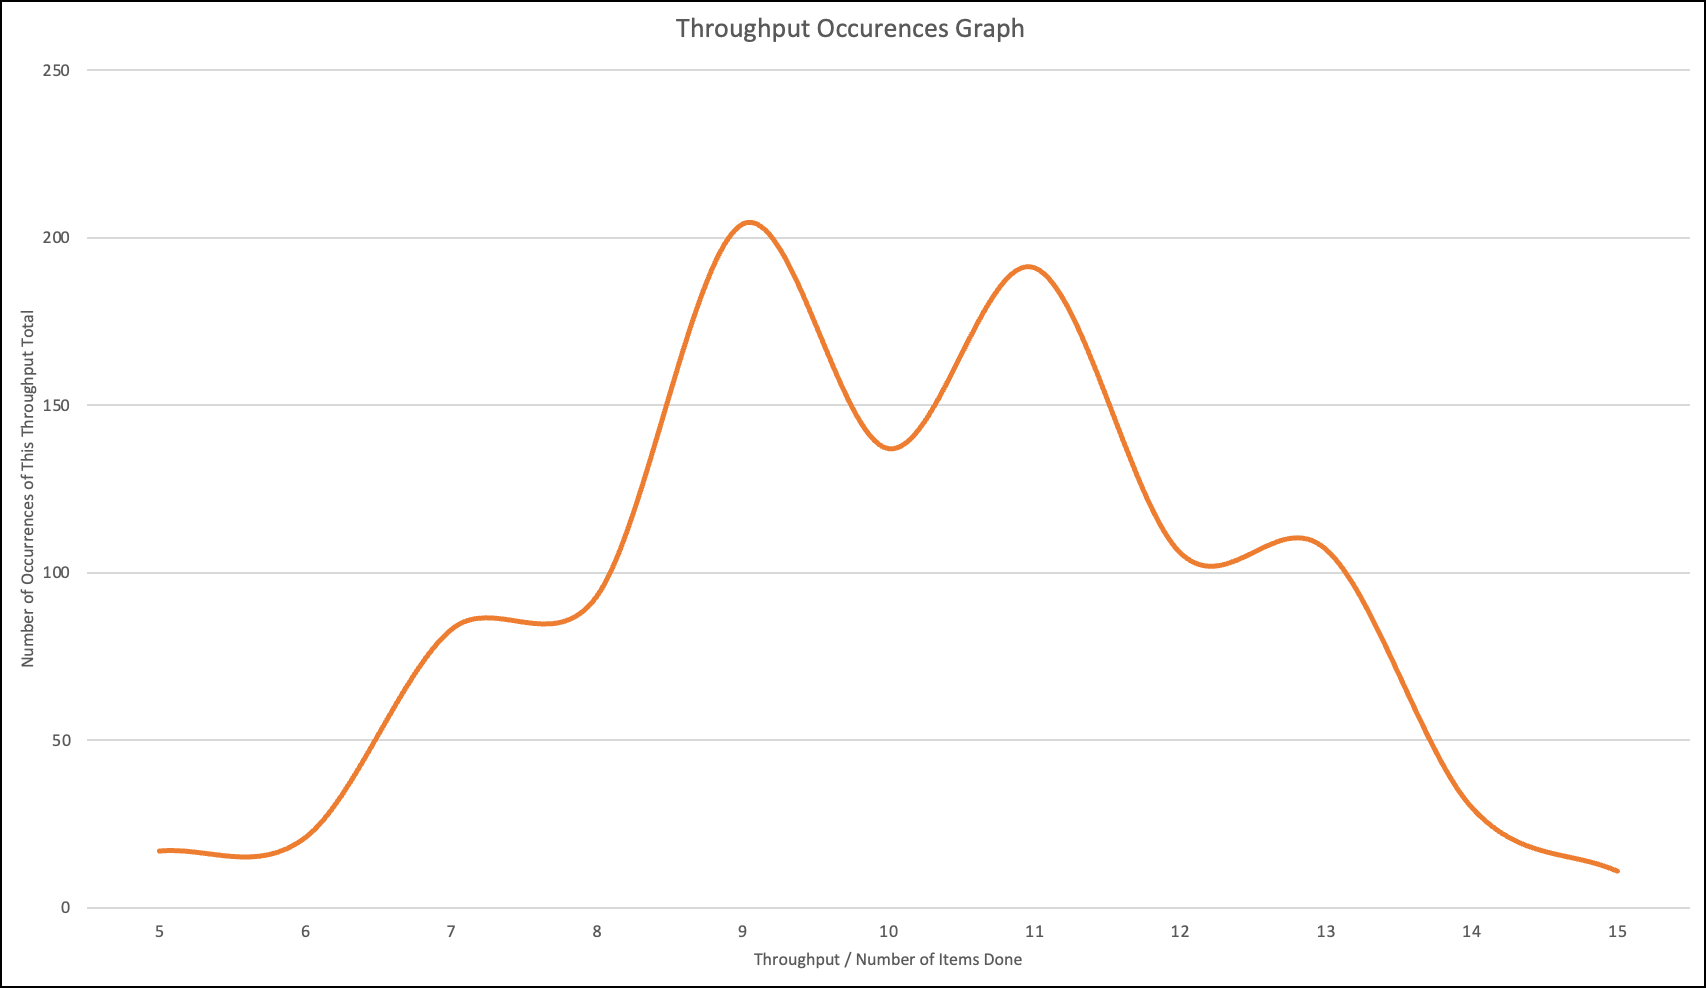 Throughput Occurences Graph
250
200
150
100
50
0
Number of Occurrences of This Throughput Total
5 6 7 8 9 10 11 12 13 14 15
Throughput / Number of Items Done